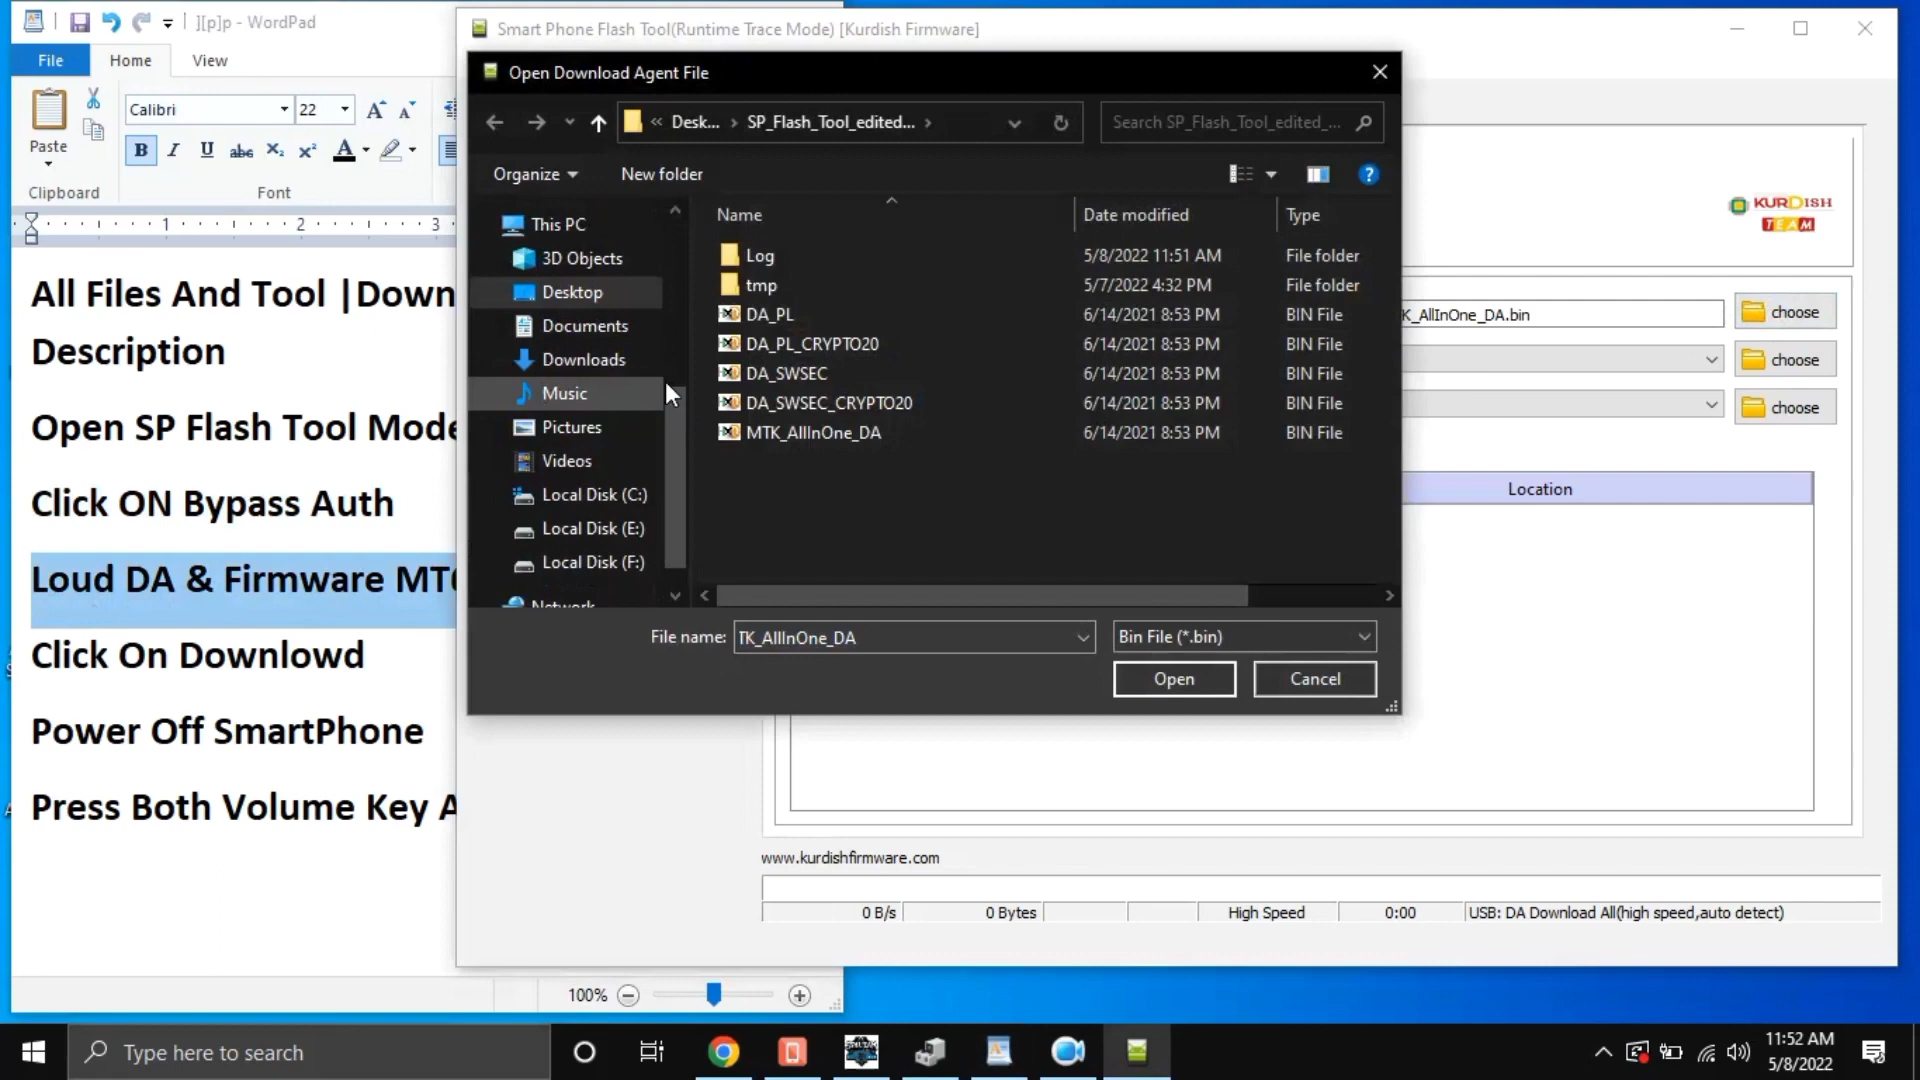 ][p]p - WordPad
File
Home
View
Paste
Clipboard
Calibri
22
B
I
U
abc
X₂
X²
A
Font
1
2
3
All Files And Tool |Down
Description
Open SP Flash Tool Mode
Click ON Bypass Auth
Loud DA & Firmware MT6
Click On Downlowd
Power Off SmartPhone
Press Both Volume Key A
100%
Smart Phone Flash Tool(Runtime Trace Mode) [Kurdish Firmware]
Open Download Agent File
« Desk... › SP_Flash_Tool_edited... ›
Search SP_Flash_Tool_edited_...
Organize
New folder
This PC
3D Objects
Desktop
Documents
Downloads
Music
Pictures
Videos
Local Disk (C:)
Local Disk (E:)
Local Disk (F:)
Network
Name Date modified Type
Log 5/8/2022 11:51 AM File folder
tmp 5/7/2022 4:32 PM File folder
DA_PL 6/14/2021 8:53 PM BIN File
DA_PL_CRYPTO20 6/14/2021 8:53 PM BIN File
DA_SWSEC 6/14/2021 8:53 PM BIN File
DA_SWSEC_CRYPTO20 6/14/2021 8:53 PM BIN File
MTK_AllInOne_DA 6/14/2021 8:53 PM BIN File
File name: TK_AllInOne_DA
Bin File (*.bin)
Open
Cancel
KURDISH
TEAM
K_AllInOne_DA.bin
choose
choose
choose
Location
www.kurdishfirmware.com
0 B/s
0 Bytes
High Speed
0:00
USB: DA Download All(high speed,auto detect)
Type here to search
11:52 AM
5/8/2022